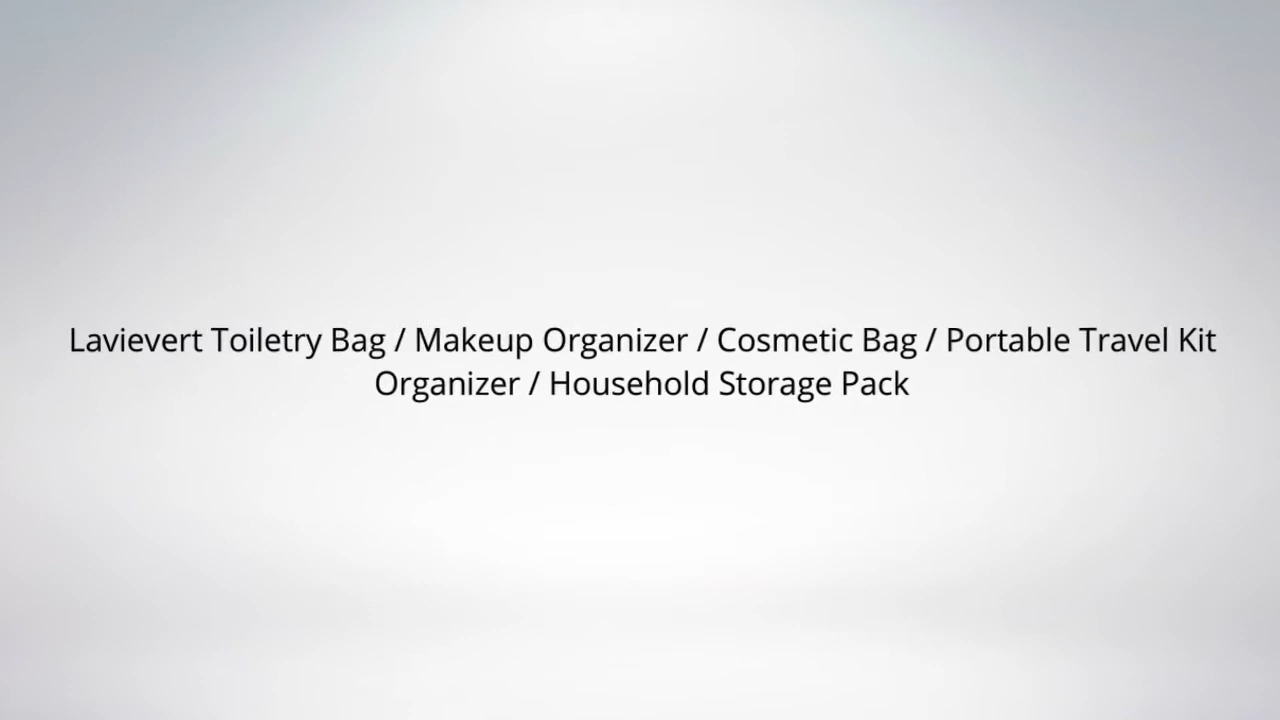 Lavievert Toiletry Bag / Makeup Organizer / Cosmetic Bag / Portable Travel Kit
Organizer / Household Storage Pack